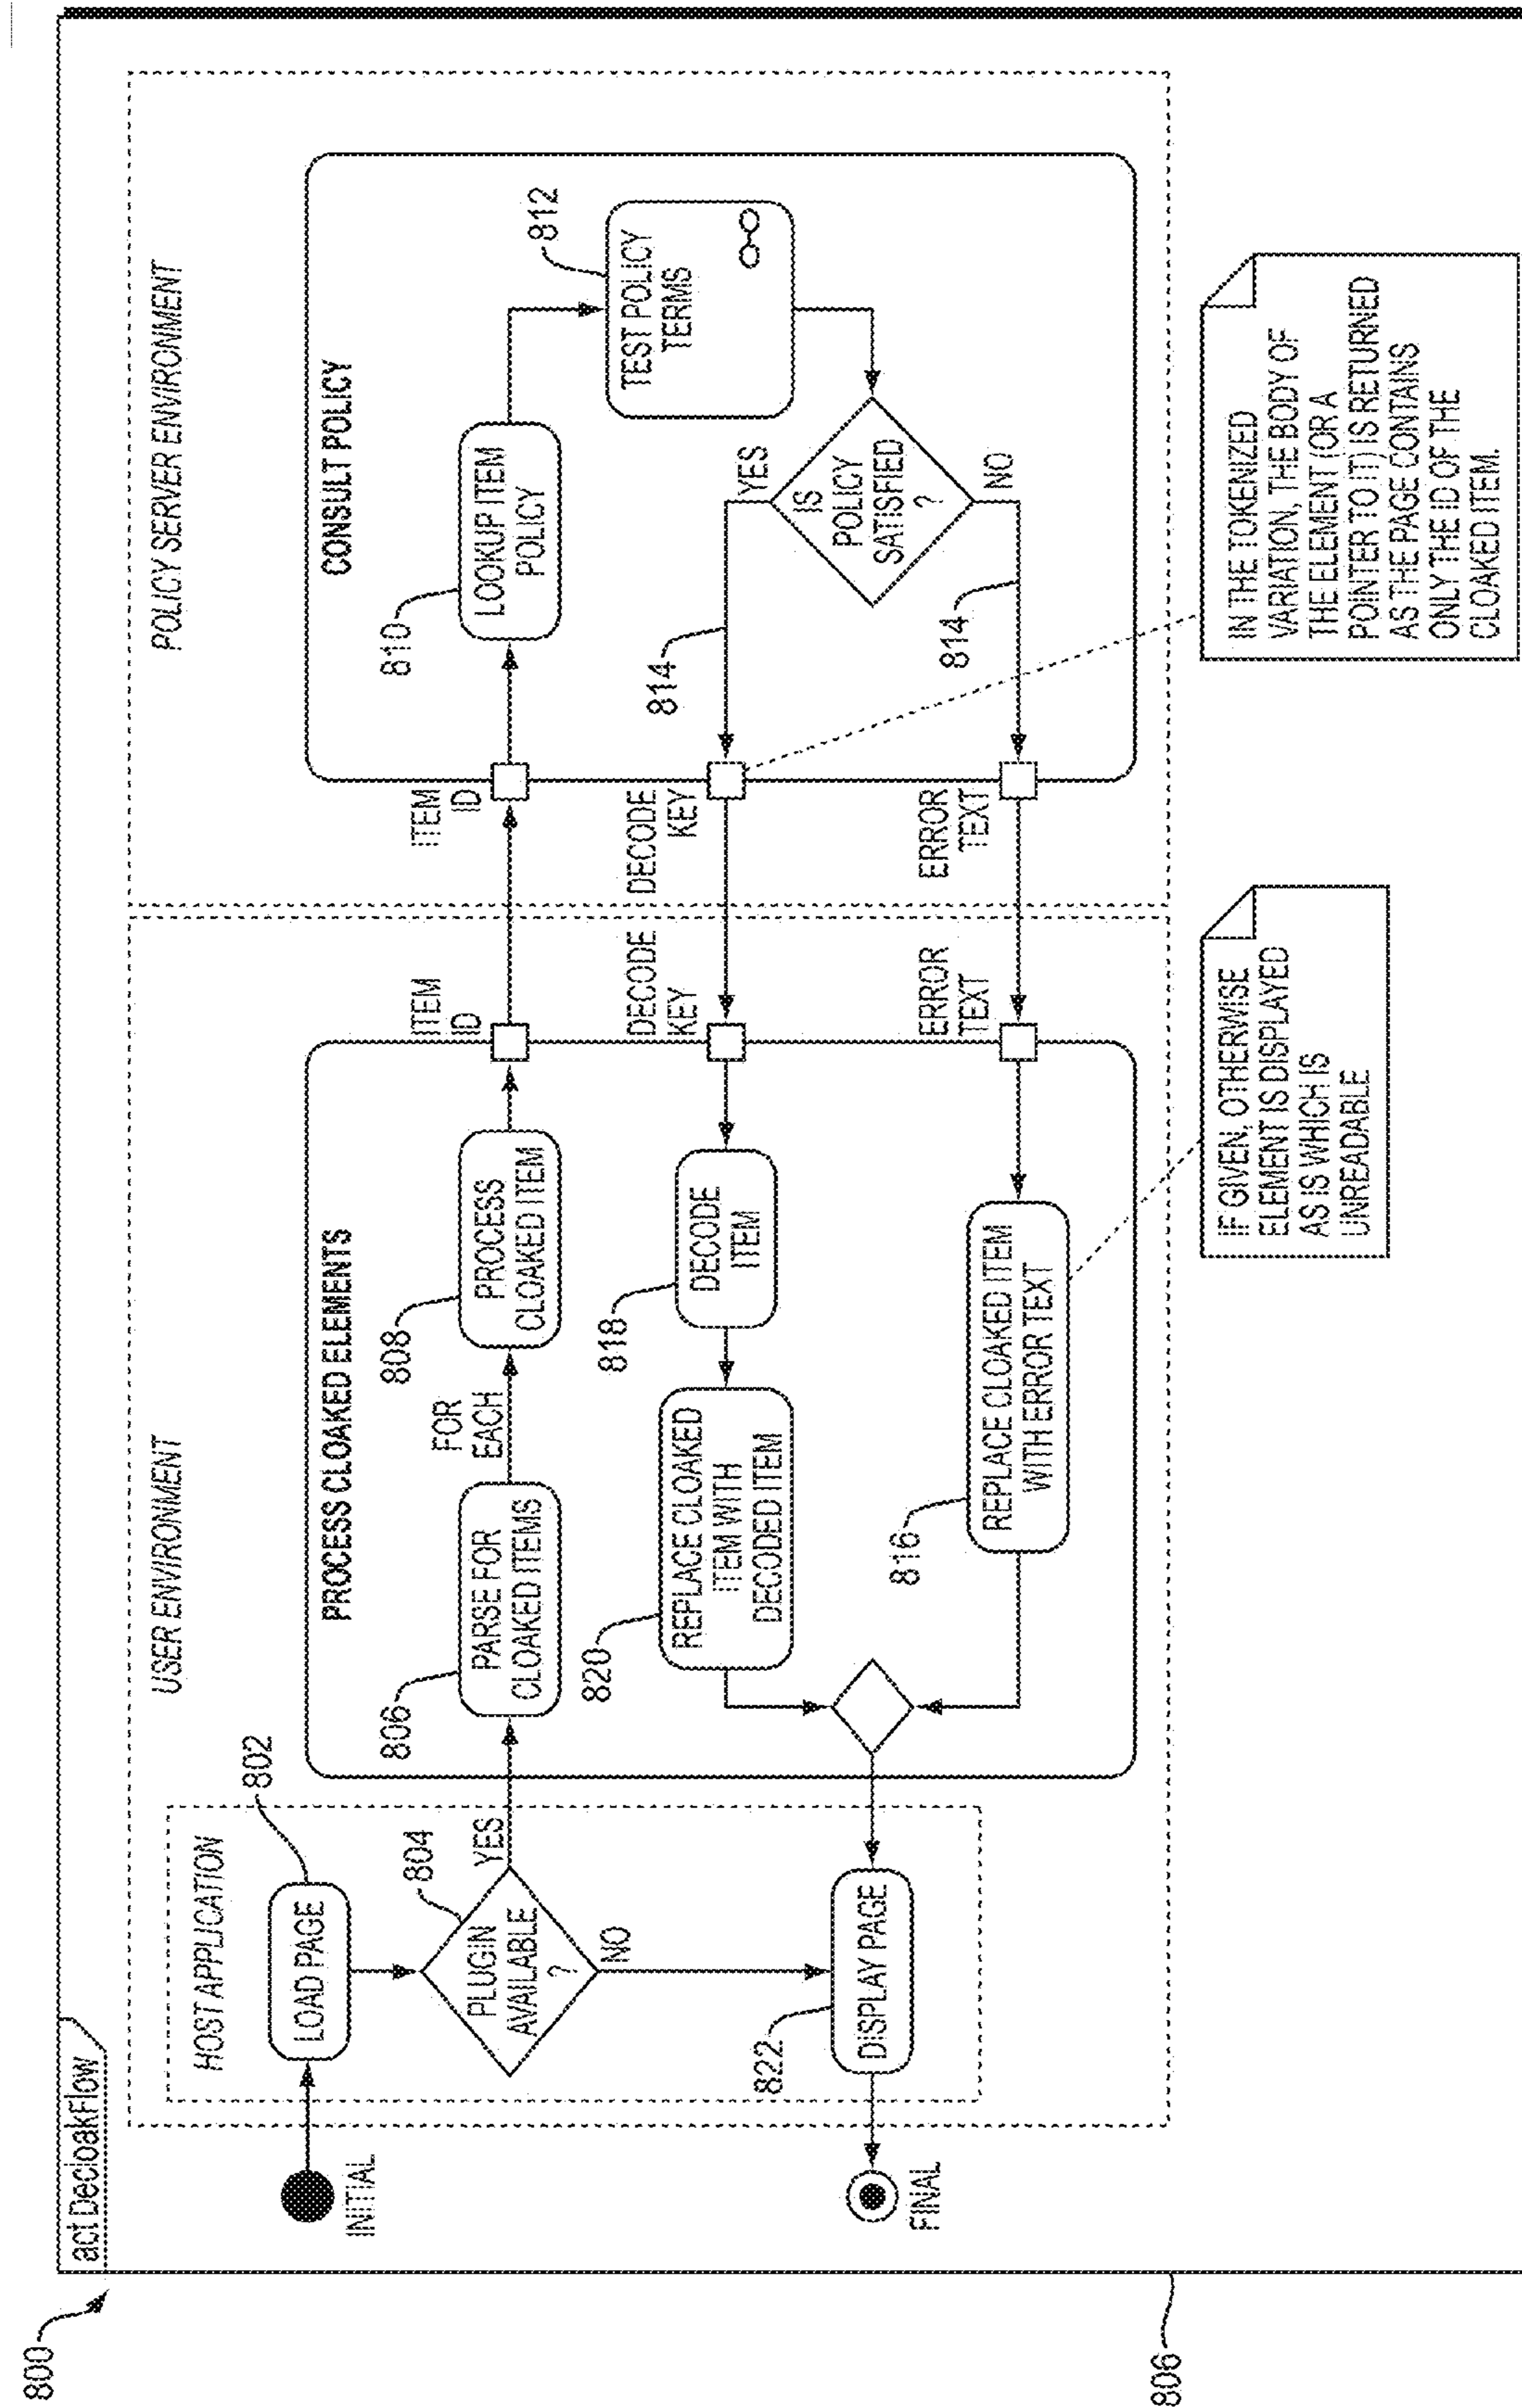 800
act DecloakFlow
USER ENVIRONMENT
POLICY SERVER ENVIRONMENT
HOST APPLICATION
INITIAL
LOAD PAGE
802
PLUGIN
AVAILABLE
?
804
YES
NO
DISPLAY PAGE
822
FINAL
PROCESS CLOAKED ELEMENTS
PARSE FOR
CLOAKED ITEMS
806
FOR
EACH
PROCESS
CLOAKED ITEM
808
ITEM
ID
ITEM
ID
REPLACE CLOAKED
ITEM WITH
DECODED ITEM
820
DECODE
ITEM
818
DECODE
KEY
DECODE
KEY
REPLACE CLOAKED ITEM
WITH ERROR TEXT
816
ERROR
TEXT
ERROR
TEXT
CONSULT POLICY
LOOKUP ITEM
POLICY
810
TEST POLICY
TERMS
812
IS
POLICY
SATISFIED
?
YES
NO
814
814
IF GIVEN, OTHERWISE
ELEMENT IS DISPLAYED
AS IS WHICH IS
UNREADABLE
IN THE TOKENIZED
VARIATION, THE BODY OF
THE ELEMENT (OR A
POINTER TO IT) IS RETURNED
AS THE PAGE CONTAINS
ONLY THE ID OF THE
CLOAKED ITEM.
806